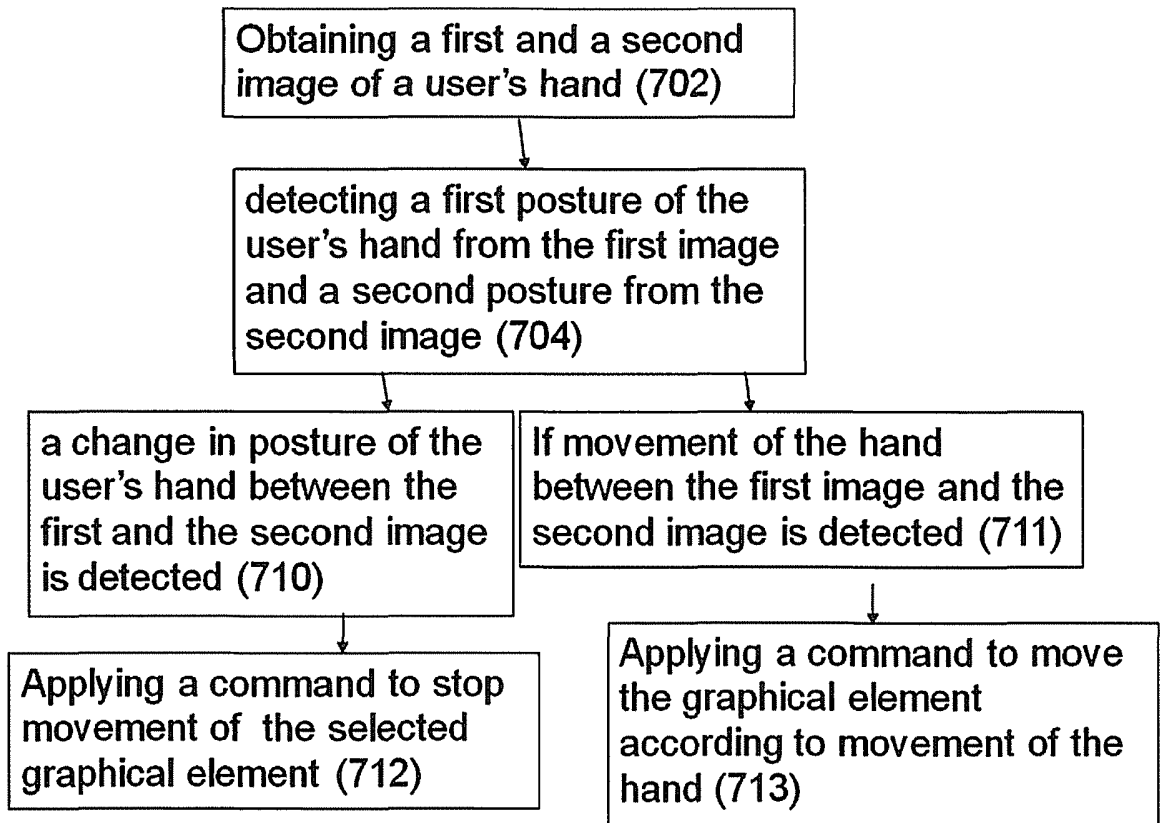 Obtaining a first and a second
image of a user's hand (702)
detecting a first posture of the
user's hand from the first image
and a second posture from the
second image (704)
a change in posture of the
user's hand between the
first and the second image
is detected (710)
If movement of the hand
between the first image and the
second image is detected (711)
Applying a command to stop
movement of the selected
graphical element (712)
Applying a command to move
the graphical element
according to movement of the
hand (713)